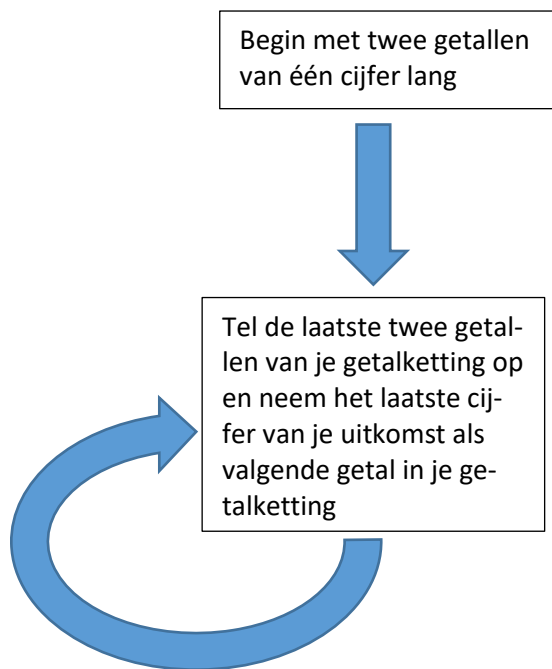 Begin met twee getallen
van één cijfer lang
Tel de laatste twee getal-
len van je getalketting op
en neem het laatste cij-
fer van je uitkomst als
valgende getal in je ge-
talketting